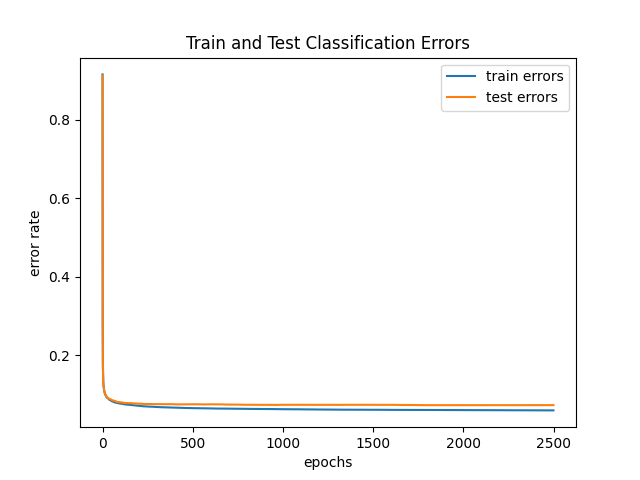 Train and Test Classification Errors
train errors
test errors
0.8
0.6
0.4
0.2
error rate
0 500 1000 1500 2000 2500
epochs